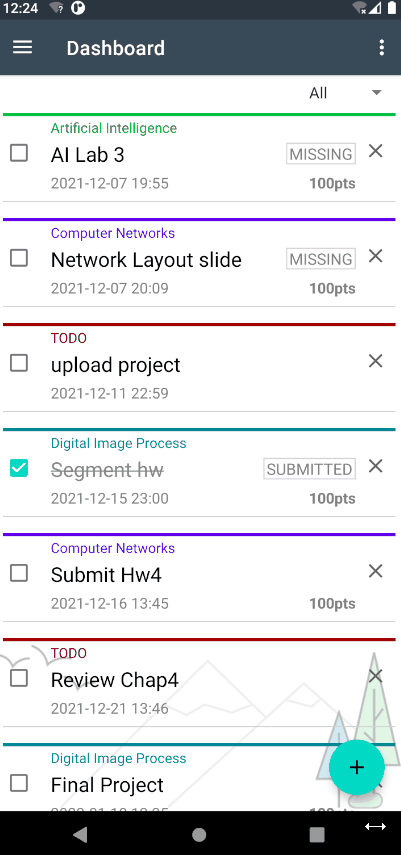 12:24
Dashboard
All
Artificial Intelligence
AI Lab 3
MISSING
2021-12-07 19:55
100pts
Computer Networks
Network Layout slide
MISSING
2021-12-07 20:09
100pts
TODO
upload project
2021-12-11 22:59
Digital Image Process
Segment hw
SUBMITTED
2021-12-15 23:00
100pts
Computer Networks
Submit Hw4
2021-12-16 13:45
100pts
TODO
Review Chap4
2021-12-21 13:46
Digital Image Process
Final Project